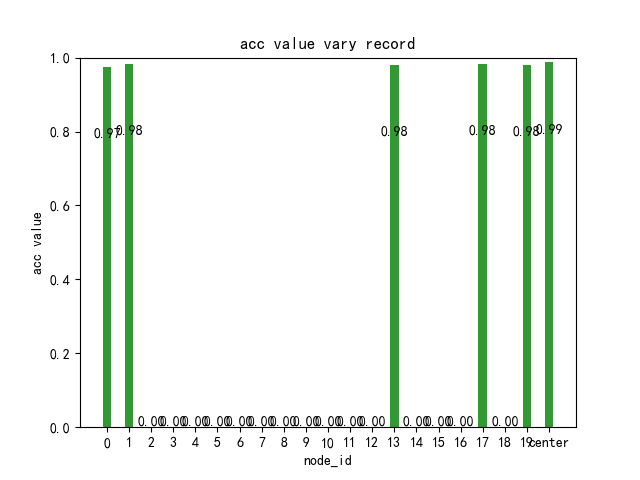 acc value vary record
acc value
1.0
0.8
0.6
0.4
0.2
0.0
0.97 0.98 0.00 0.00 0.00 0.00 0.00 0.00 0.00 0.00 0.00 0.00 0.00 0.98 0.00 0.00 0.00 0.98 0.00 0.98 0.99
0 1 2 3 4 5 6 7 8 9 10 11 12 13 14 15 16 17 18 19 center
node_id